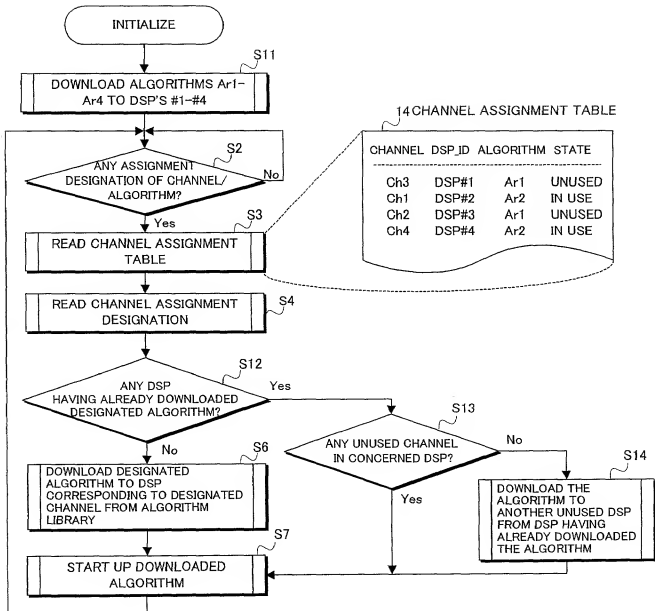 INITIALIZE
S11
DOWNLOAD ALGORITHMS Ar1-
Ar4 TO DSP'S #1-#4
S2
ANY ASSIGNMENT
DESIGNATION OF CHANNEL/
ALGORITHM?
No
Yes
S3
READ CHANNEL ASSIGNMENT
TABLE
14 CHANNEL ASSIGNMENT TABLE
CHANNEL DSP_ID ALGORITHM STATE
Ch3 DSP#1 Ar1 UNUSED
Ch1 DSP#2 Ar2 IN USE
Ch2 DSP#3 Ar1 UNUSED
Ch4 DSP#4 Ar2 IN USE
READ CHANNEL ASSIGNMENT
DESIGNATION
S4
S12
ANY DSP
HAVING ALREADY DOWNLOADED
DESIGNATED ALGORITHM?
Yes
No
S13
ANY UNUSED CHANNEL
IN CONCERNED DSP?
No
Yes
S6
DOWNLOAD DESIGNATED
ALGORITHM TO DSP
CORRESPONDING TO DESIGNATED
CHANNEL FROM ALGORITHM
LIBRARY
S14
DOWNLOAD THE
ALGORITHM TO
ANOTHER UNUSED DSP
FROM DSP HAVING
ALREADY DOWNLOADED
THE ALGORITHM
S7
START UP DOWNLOADED
ALGORITHM